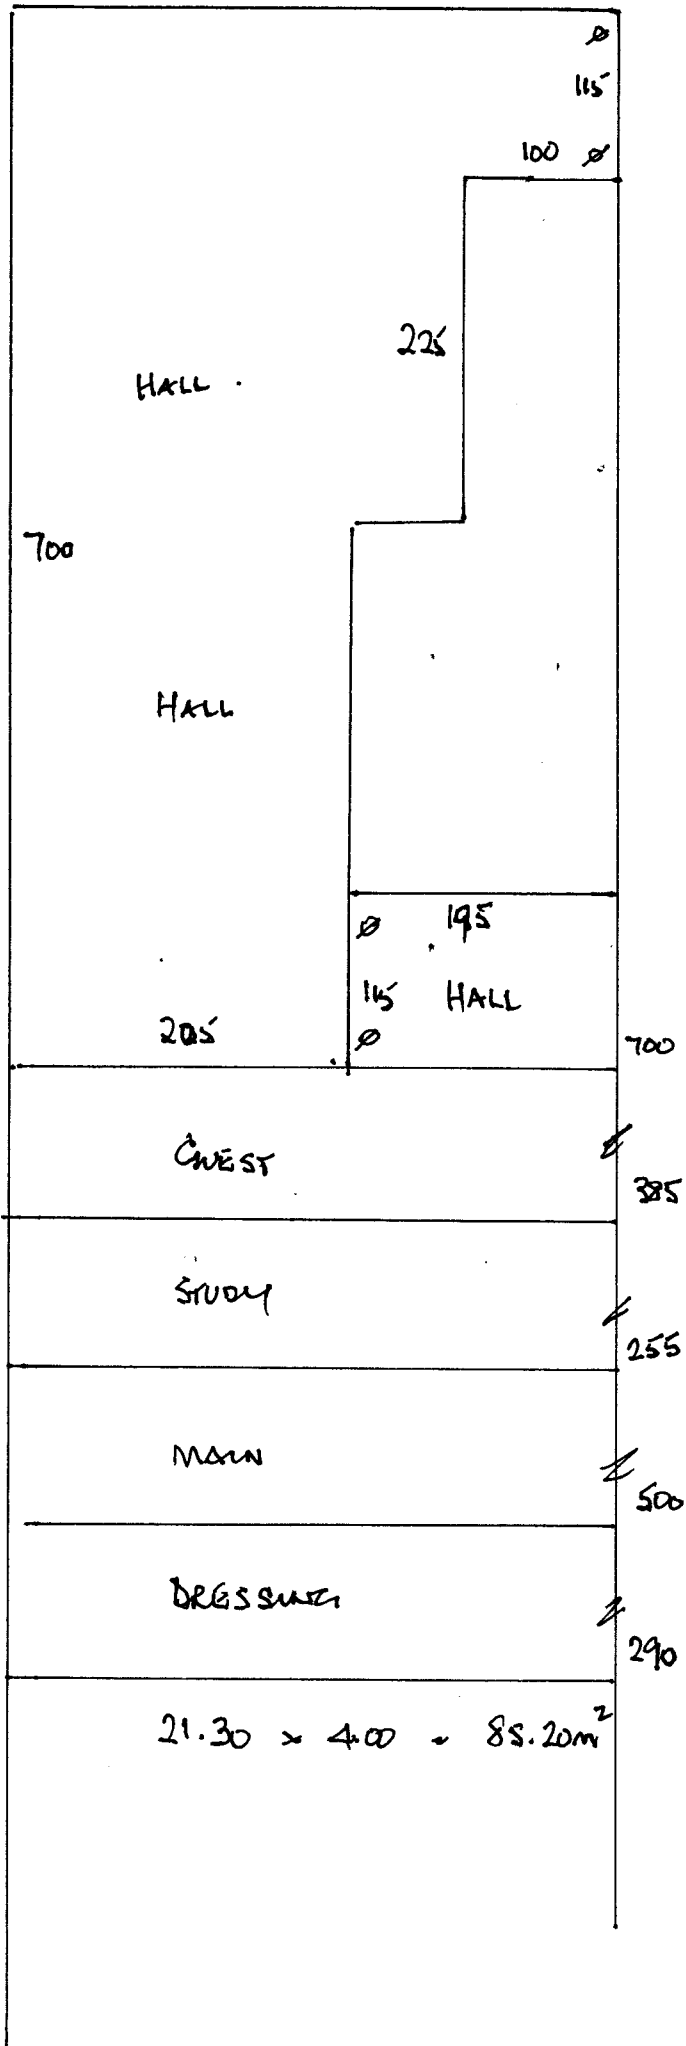 ø
115
100 ø
225
HALL
700
HALL
ø 195
115 HALL
205
ø
700
GUEST
385
STUDY
255
MAIN
500
DRESSING
290
21.30 x 4.00 = 85.20m²